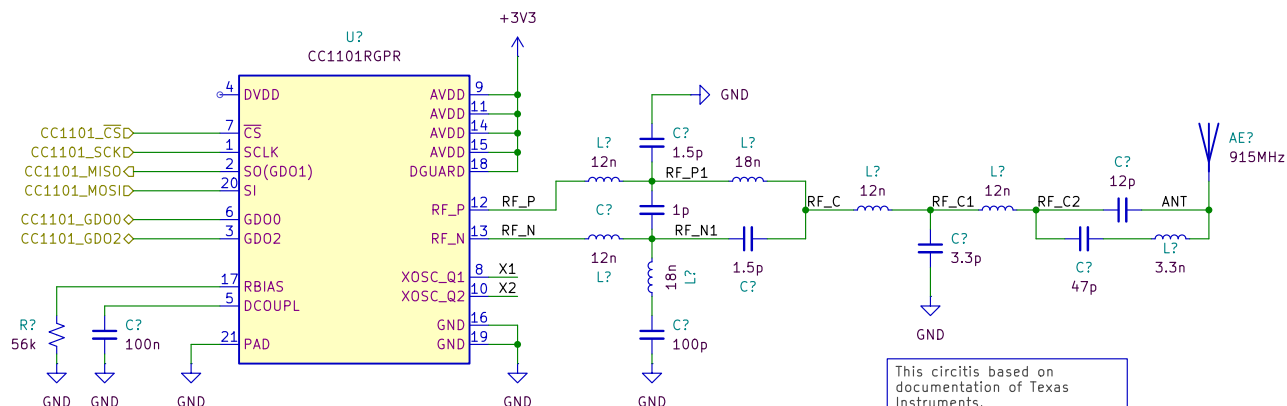 +3V3
U?
CC1101RGPR
4 DVDD
AVDD 9
AVDD 11
AVDD 14
AVDD 15
DGUARD 18
CC1101_CS 7 CS
CC1101_SCK 1 SCLK
CC1101_MISO 2 SO(GDO1)
CC1101_MOSI 20 SI
CC1101_GDO0 6 GDO0
CC1101_GDO2 3 GDO2
RF_P 12 RF_P
RF_N 13 RF_N
XOSC_Q1 8 X1
XOSC_Q2 10 X2
17 RBIAS
5 DCOUPL
21 PAD
GND 16
GND 19
R?
56k
C?
100n
GND
GND
GND
GND
GND
GND
C?
1.5p
L?
12n
RF_P1
L?
18n
C?
1p
12n
L?
RF_N1
18n
L?
1.5p
C?
C?
100p
RF_C
L?
12n
RF_C1
L?
12n
RF_C2
C?
3.3p
GND
C?
12p
ANT
C?
47p
L?
3.3n
AE?
915MHz
This circitis based on
documentation of Texas
Instruments.